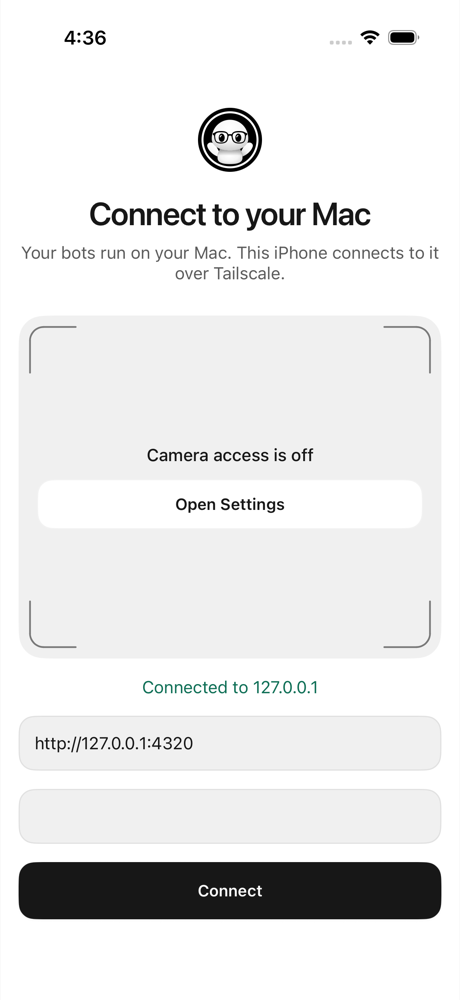 4:36
Connect to your Mac
Your bots run on your Mac. This iPhone connects to it
over Tailscale.
Camera access is off
Open Settings
Connected to 127.0.0.1
http://127.0.0.1:4320
Connect